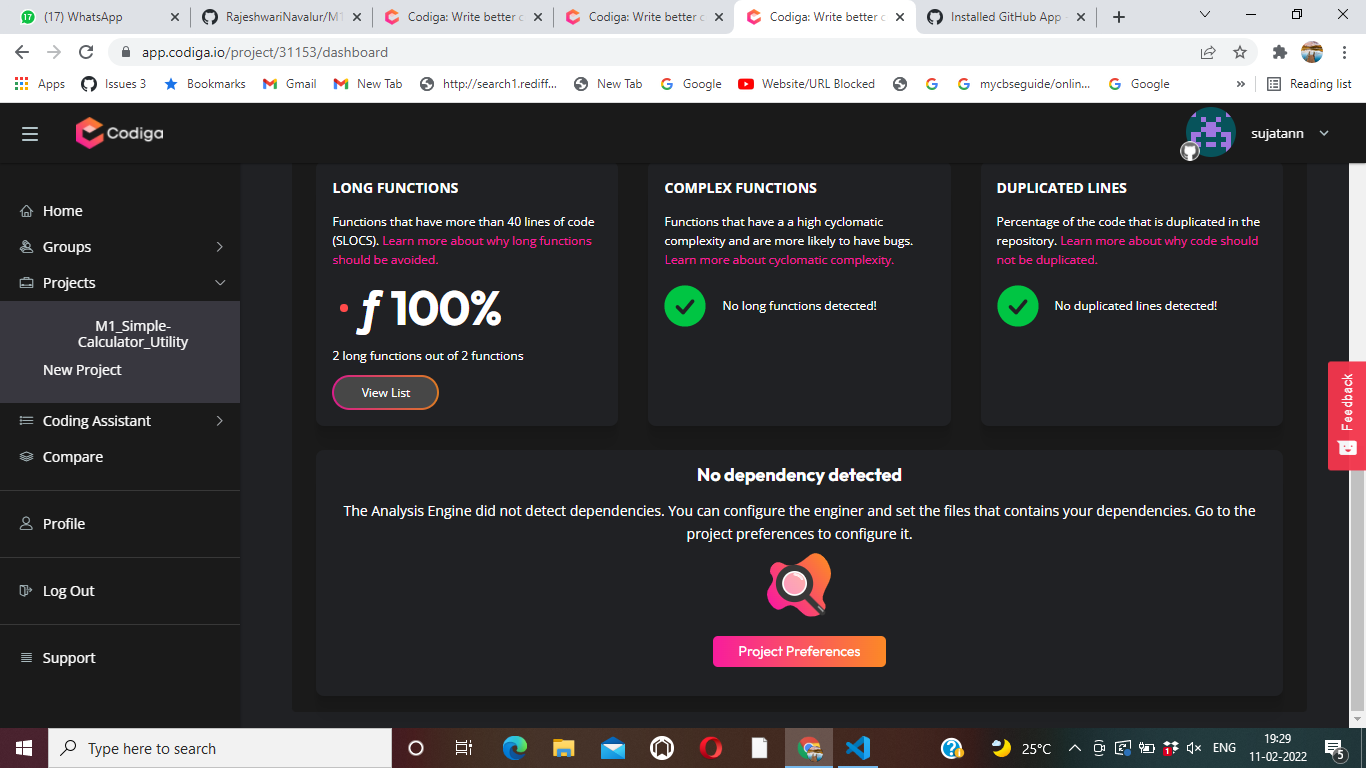 (17) WhatsApp
RajeshwariNavalur/M1
Codiga: Write better c
Codiga: Write better c
Codiga: Write better c
Installed GitHub App
app.codiga.io/project/31153/dashboard
Apps
Issues 3
Bookmarks
Gmail
New Tab
http://search1.rediff...
New Tab
Google
Website/URL Blocked
mycbseguide/onlin...
Google
»
Reading list
Codiga
sujatann
Home
Groups
Projects
M1_Simple-
Calculator_Utility
New Project
Coding Assistant
Compare
Profile
Log Out
Support
LONG FUNCTIONS
Functions that have more than 40 lines of code
(SLOCS). Learn more about why long functions
should be avoided.
ƒ 100%
2 long functions out of 2 functions
View List
COMPLEX FUNCTIONS
Functions that have a a high cyclomatic
complexity and are more likely to have bugs.
Learn more about cyclomatic complexity.
No long functions detected!
DUPLICATED LINES
Percentage of the code that is duplicated in the
repository. Learn more about why code should
not be duplicated.
No duplicated lines detected!
Feedback
No dependency detected
The Analysis Engine did not detect dependencies. You can configure the enginer and set the files that contains your dependencies. Go to the
project preferences to configure it.
Project Preferences
Type here to search
25°C
ENG
19:29
11-02-2022
5